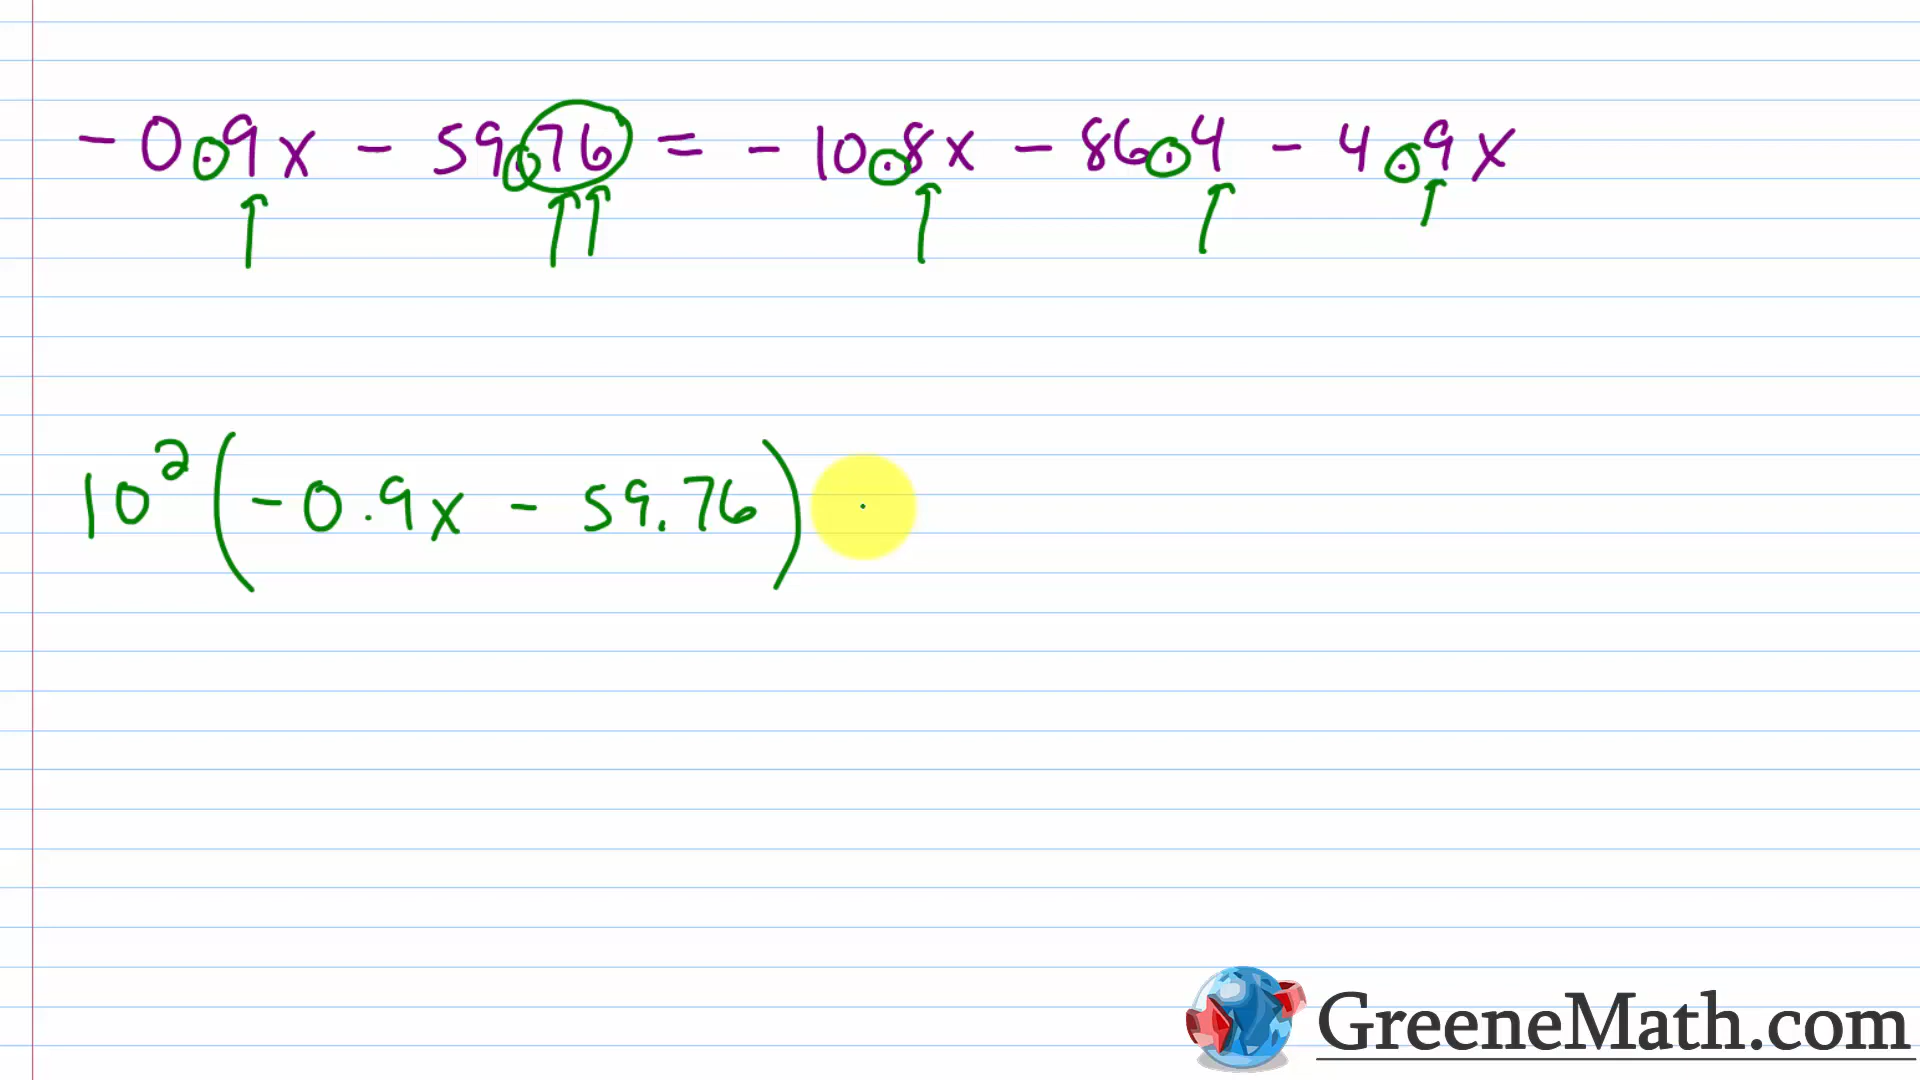 - 0.9x - 59.76 = - 10.8x - 86.4 - 4.9x
10² (- 0.9x - 59.76)
GreeneMath.com